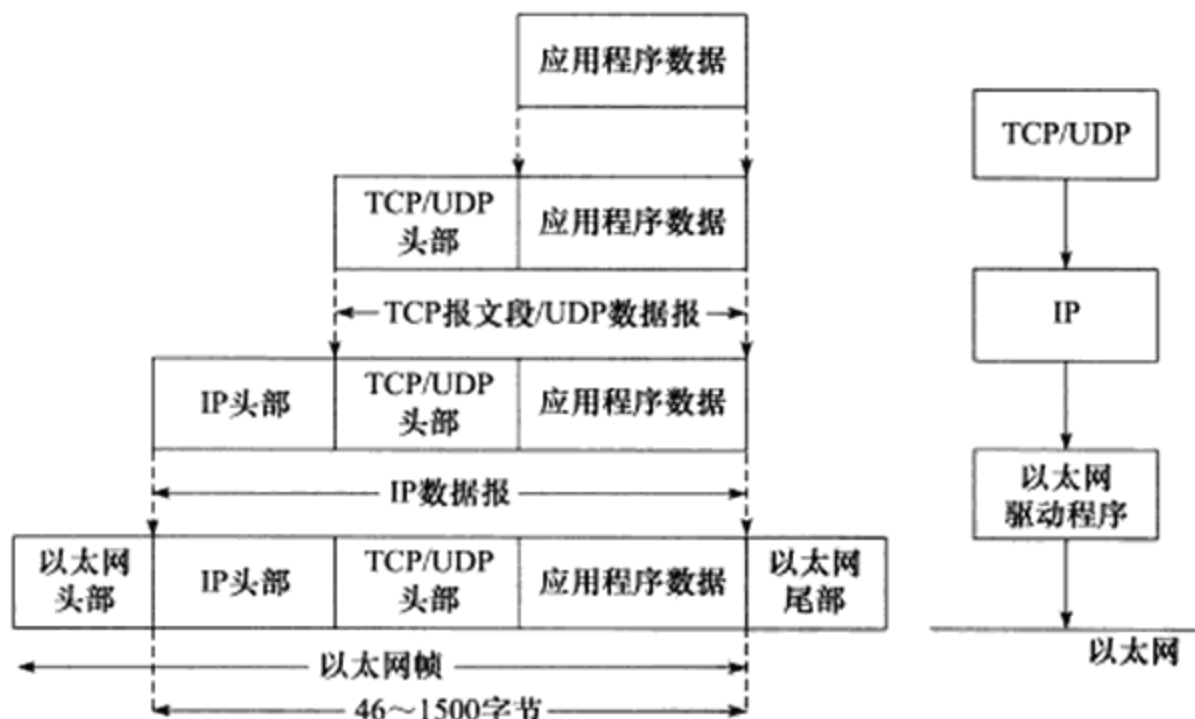 应用程序数据
TCP/UDP
头部
应用程序数据
TCP报文段/UDP数据报
IP头部
TCP/UDP
头部
应用程序数据
IP数据报
以太网
头部
IP头部
TCP/UDP
头部
应用程序数据
以太网
尾部
以太网帧
46～1500字节
TCP/UDP
IP
以太网
驱动程序
以太网